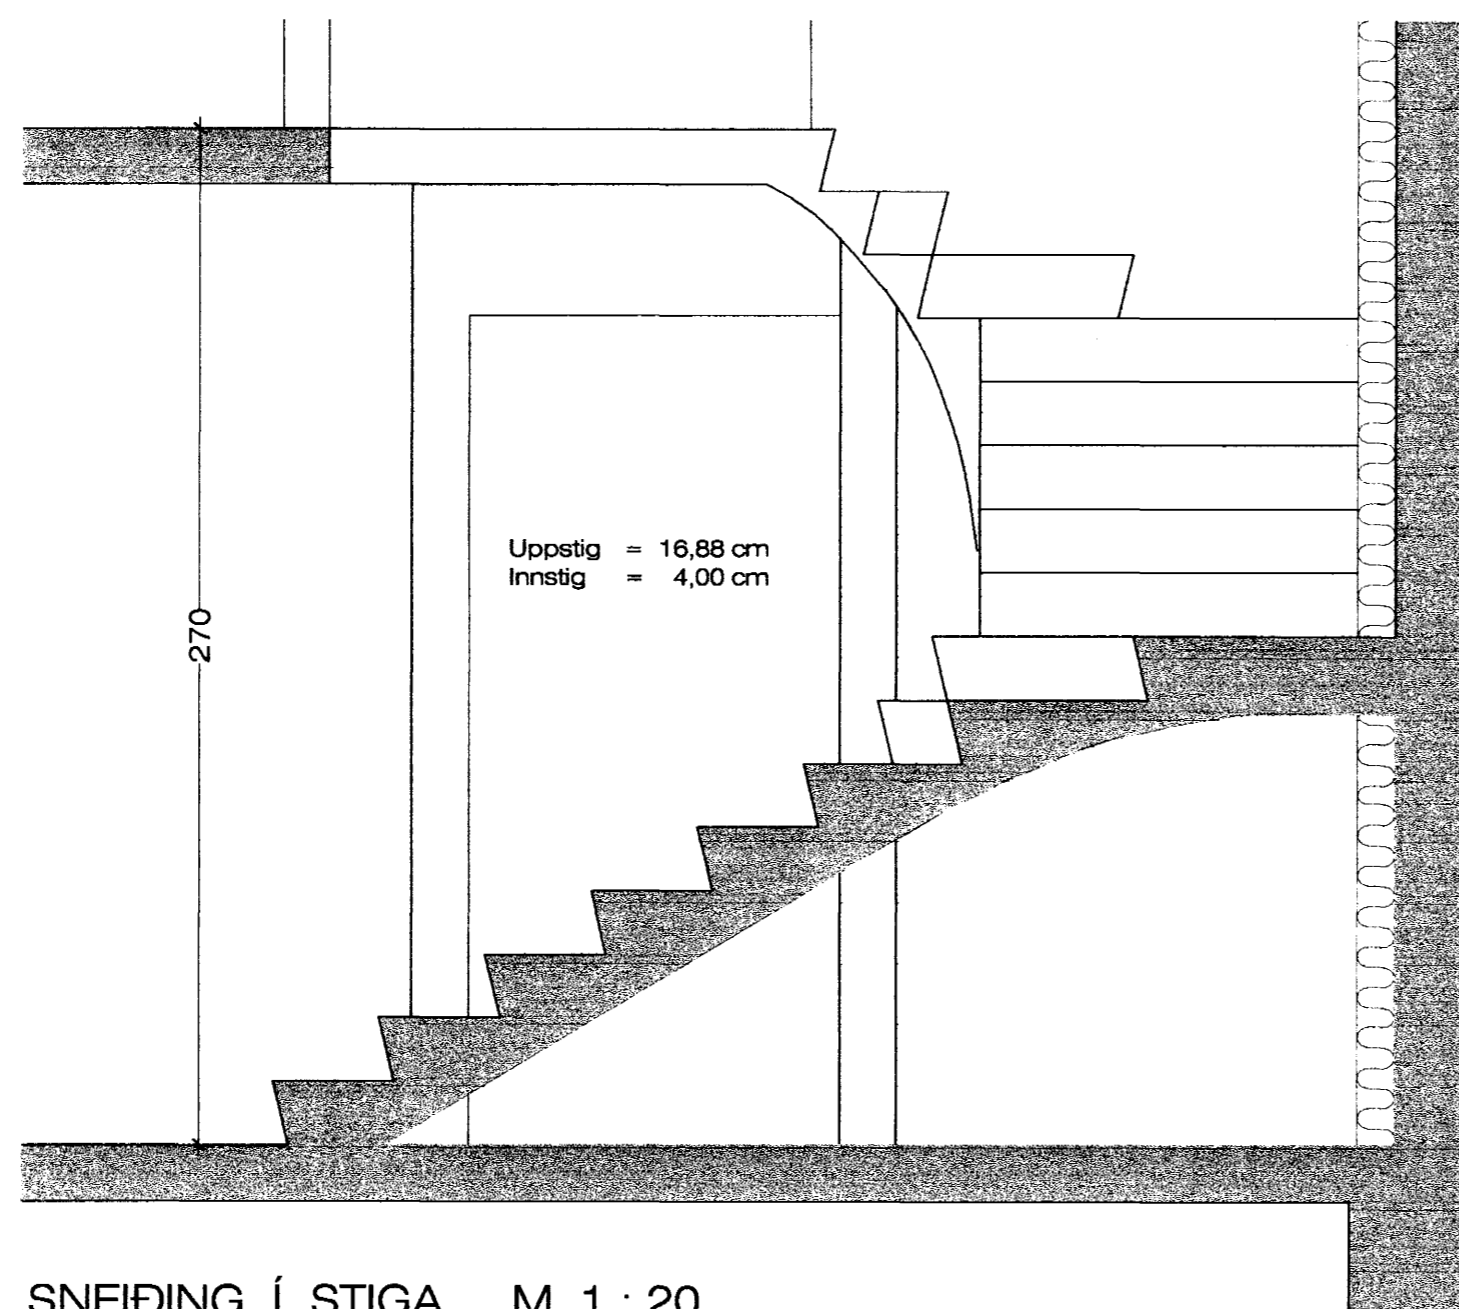 Uppstig = 16,88 cm
Innstig = 4,00 cm
270
SNEIÐING Í STIGA M 1 : 20